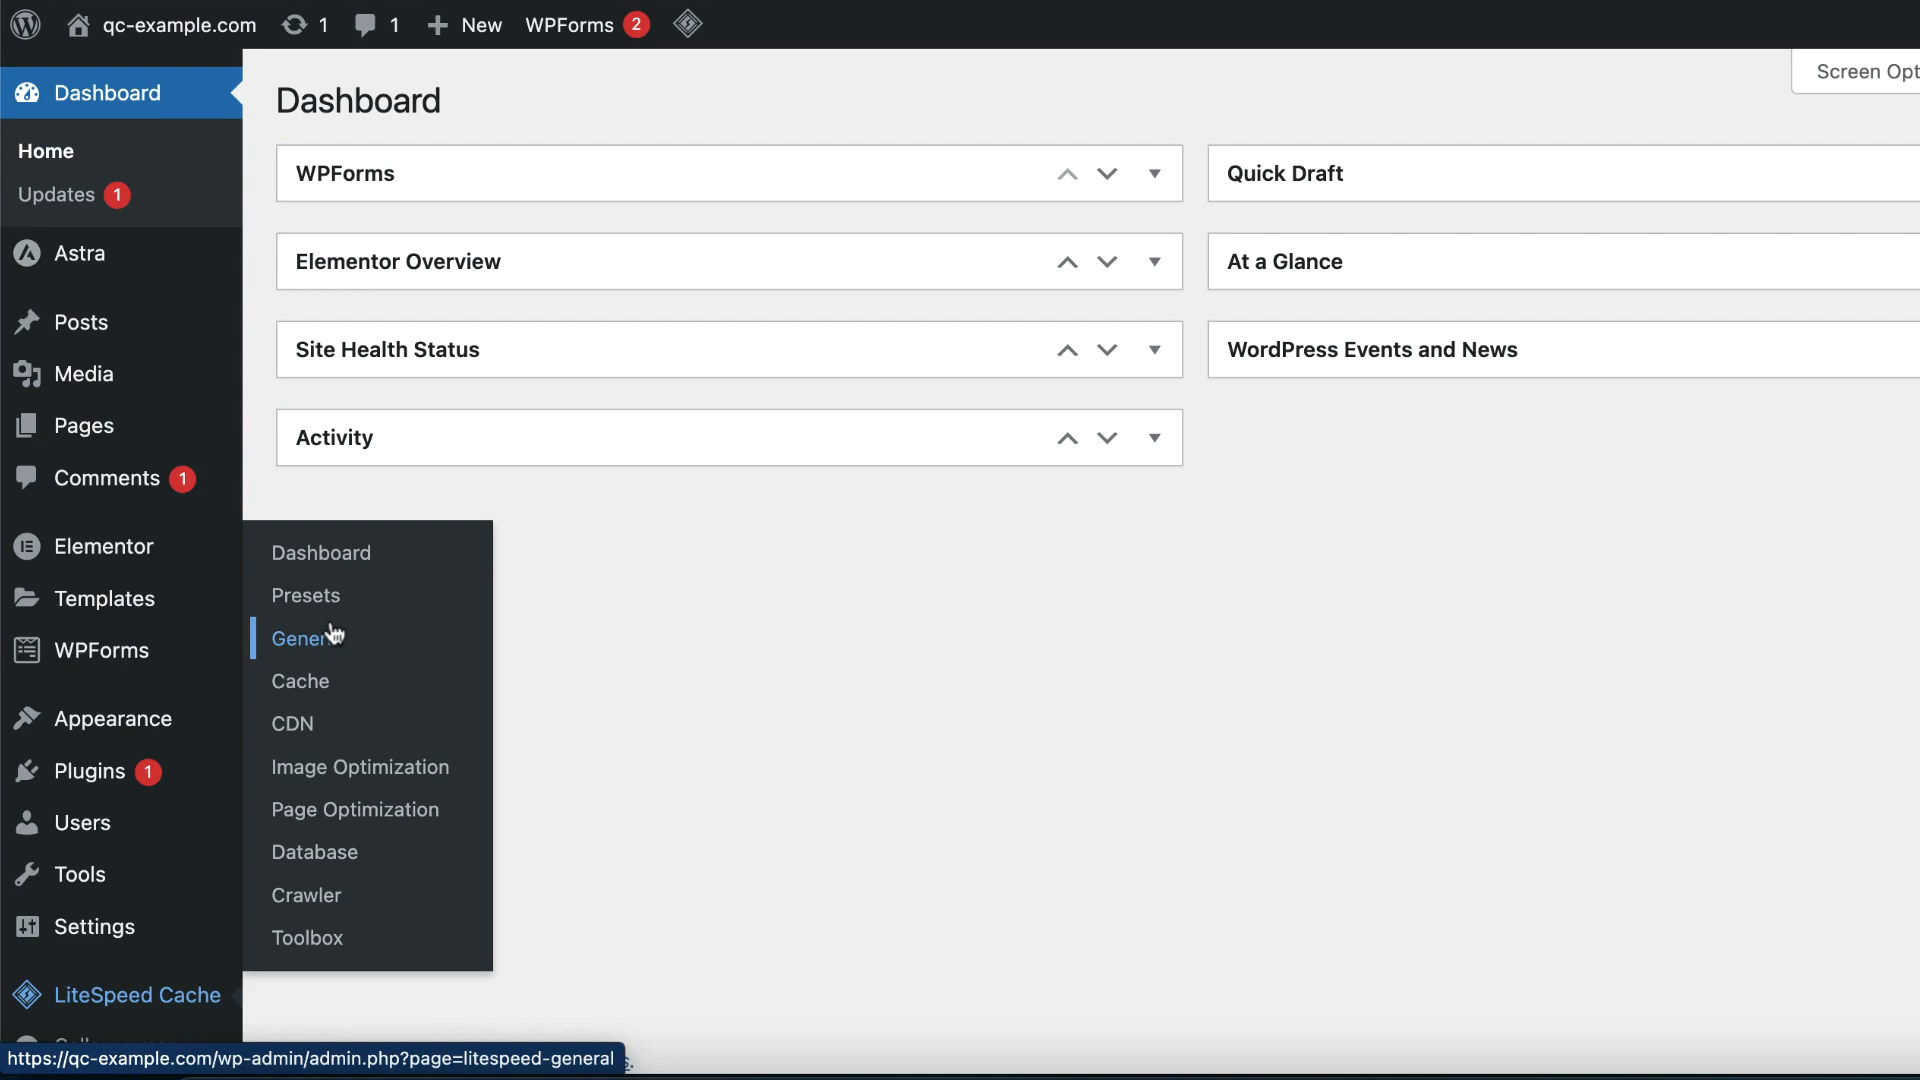 qc-example.com 1 1 New WPForms 2
Screen Opt
Dashboard
Home
Updates 1
Astra
Posts
Media
Pages
Comments 1
Elementor
Templates
WPForms
Appearance
Plugins 1
Users
Tools
Settings
LiteSpeed Cache
Dashboard
WPForms
Elementor Overview
Site Health Status
Activity
Quick Draft
At a Glance
WordPress Events and News
Dashboard
Presets
Gener
Cache
CDN
Image Optimization
Page Optimization
Database
Crawler
Toolbox
https://qc-example.com/wp-admin/admin.php?page=litespeed-general